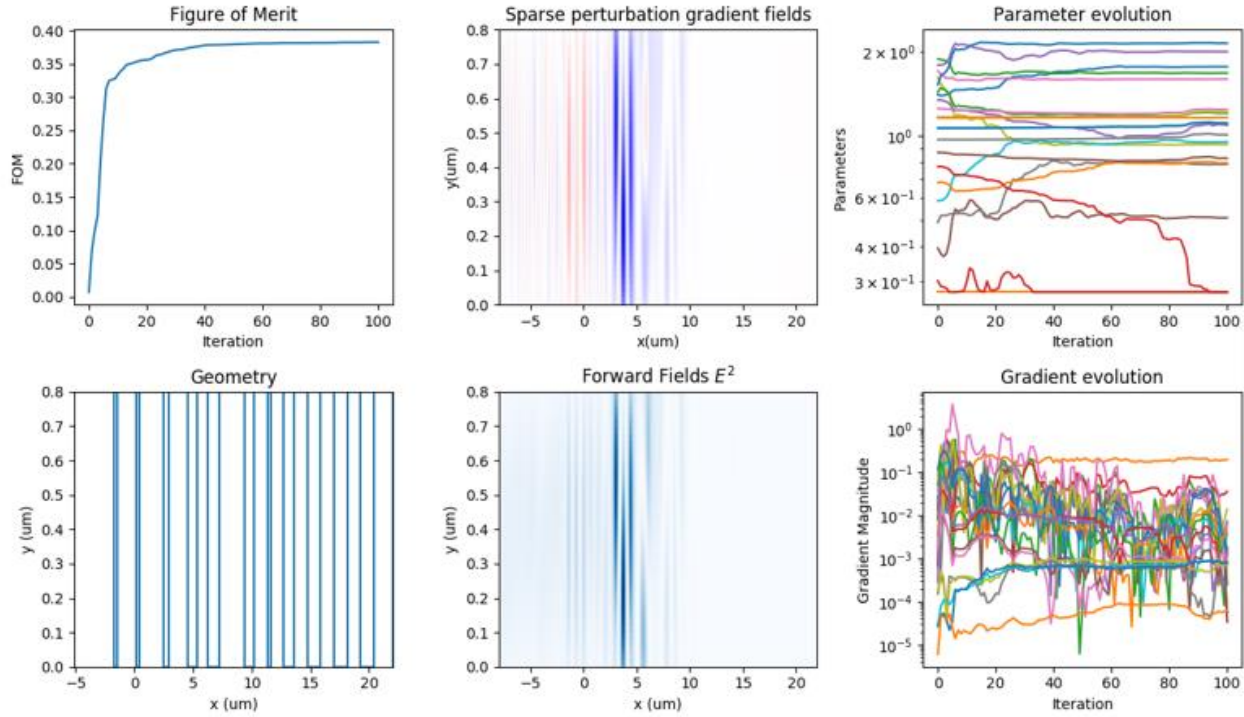 Figure of Merit
0.40
0.35
0.30
0.25
0.20
0.15
0.10
0.05
0.00
FOM
0 20 40 60 80 100
Iteration
Sparse perturbation gradient fields
0.8
0.7
0.6
0.5
0.4
0.3
0.2
0.1
0.0
y(um)
−5 0 5 10 15 20
x(um)
Parameter evolution
2 × 10⁰
10⁰
6 × 10⁻¹
4 × 10⁻¹
3 × 10⁻¹
Parameters
0 20 40 60 80 100
Iteration
Geometry
0.8
0.7
0.6
0.5
0.4
0.3
0.2
0.1
0.0
y (um)
−5 0 5 10 15 20
x (um)
Forward Fields E²
0.8
0.7
0.6
0.5
0.4
0.3
0.2
0.1
0.0
y (um)
−5 0 5 10 15 20
x (um)
Gradient evolution
10⁰
10⁻¹
10⁻²
10⁻³
10⁻⁴
10⁻⁵
Gradient Magnitude
0 20 40 60 80 100
Iteration